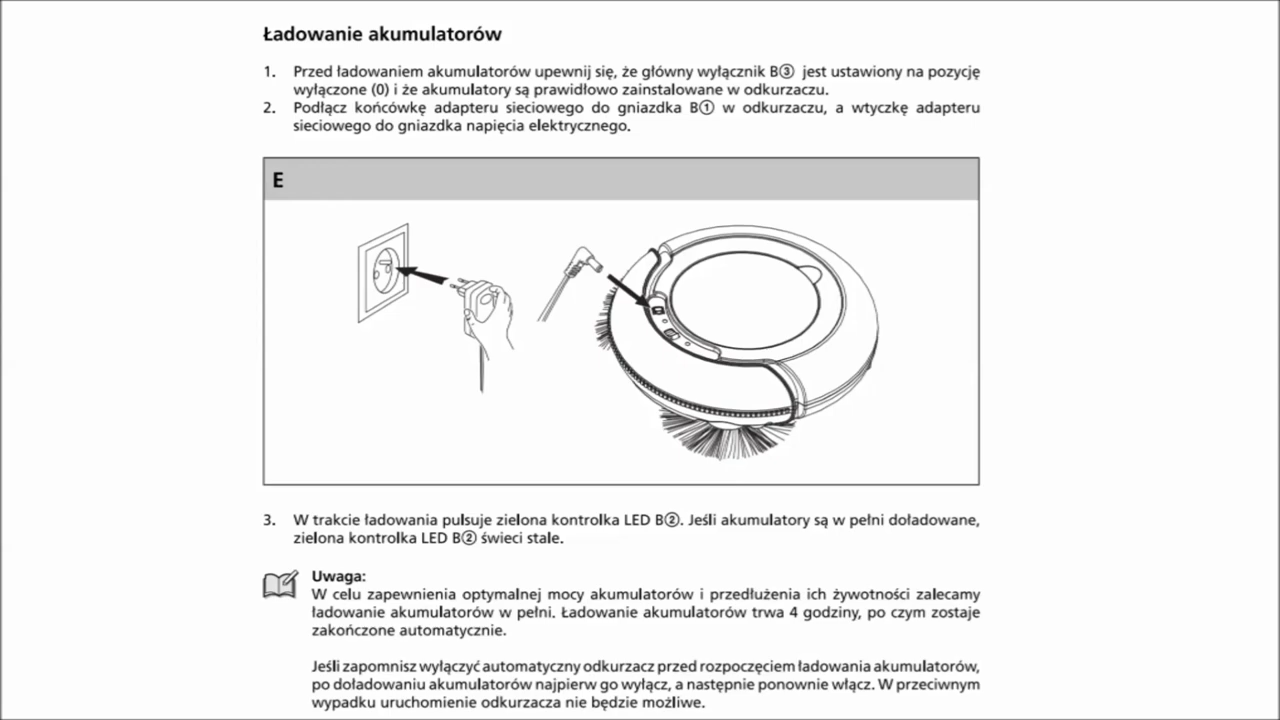 Ładowanie akumulatorów
1. Przed ładowaniem akumulatorów upewnij się, że główny wyłącznik B③ jest ustawiony na pozycję
wyłączone (0) i że akumulatory są prawidłowo zainstalowane w odkurzaczu.
2. Podłącz końcówkę adapteru sieciowego do gniazdka B① w odkurzaczu, a wtyczkę adapteru
sieciowego do gniazdka napięcia elektrycznego.
E
3. W trakcie ładowania pulsuje zielona kontrolka LED B②. Jeśli akumulatory są w pełni doładowane,
zielona kontrolka LED B② świeci stale.
Uwaga:
W celu zapewnienia optymalnej mocy akumulatorów i przedłużenia ich żywotności zalecamy
ładowanie akumulatorów w pełni. Ładowanie akumulatorów trwa 4 godziny, po czym zostaje
zakończone automatycznie.
Jeśli zapomnisz wyłączyć automatyczny odkurzacz przed rozpoczęciem ładowania akumulatorów,
po doładowaniu akumulatorów najpierw go wyłącz, a następnie ponownie włącz. W przeciwnym
wypadku uruchomienie odkurzacza nie będzie możliwe.